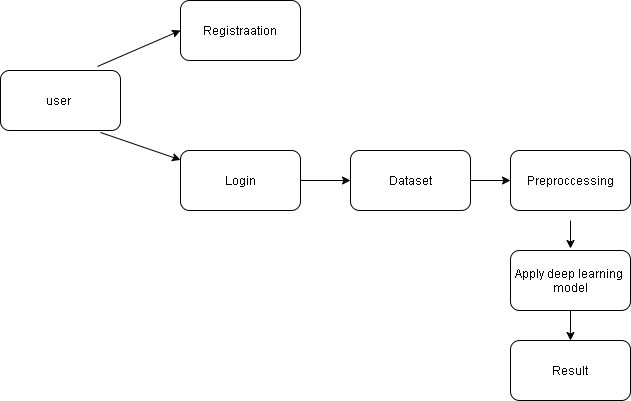 Registraation
user
Login
Dataset
Preproccessing
Apply deep learning
model
Result